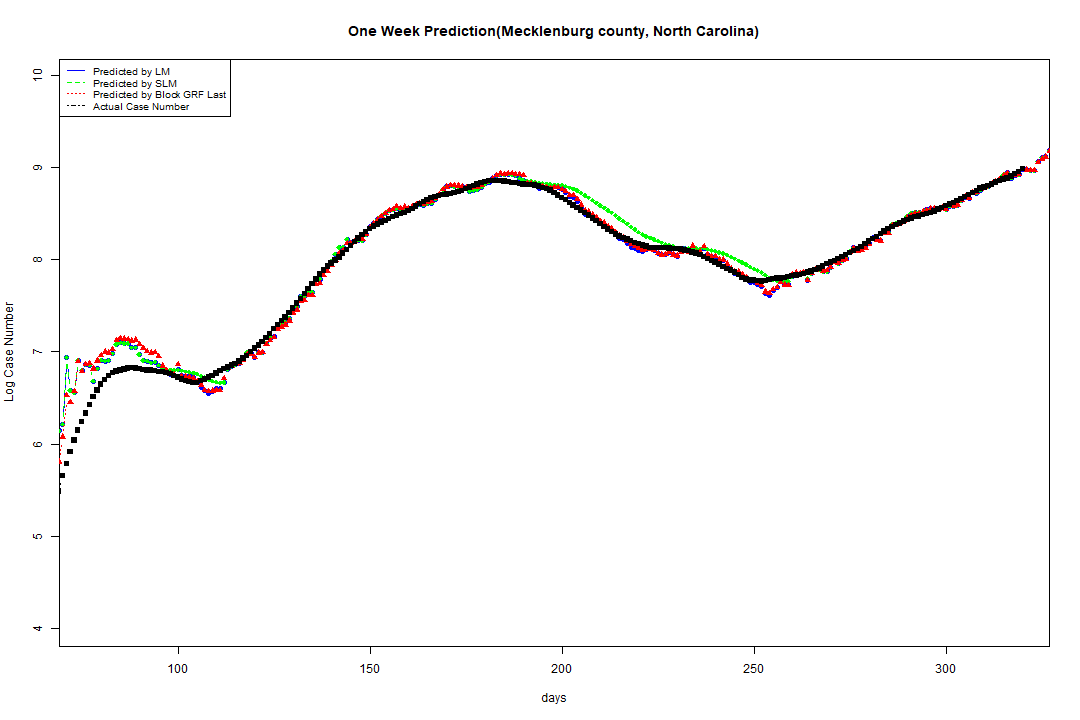 One Week Prediction(Mecklenburg county, North Carolina)
Predicted by LM
Predicted by SLM
Predicted by Block GRF Last
Actual Case Number
10
9
8
7
6
5
4
Log Case Number
100 150 200 250 300
days